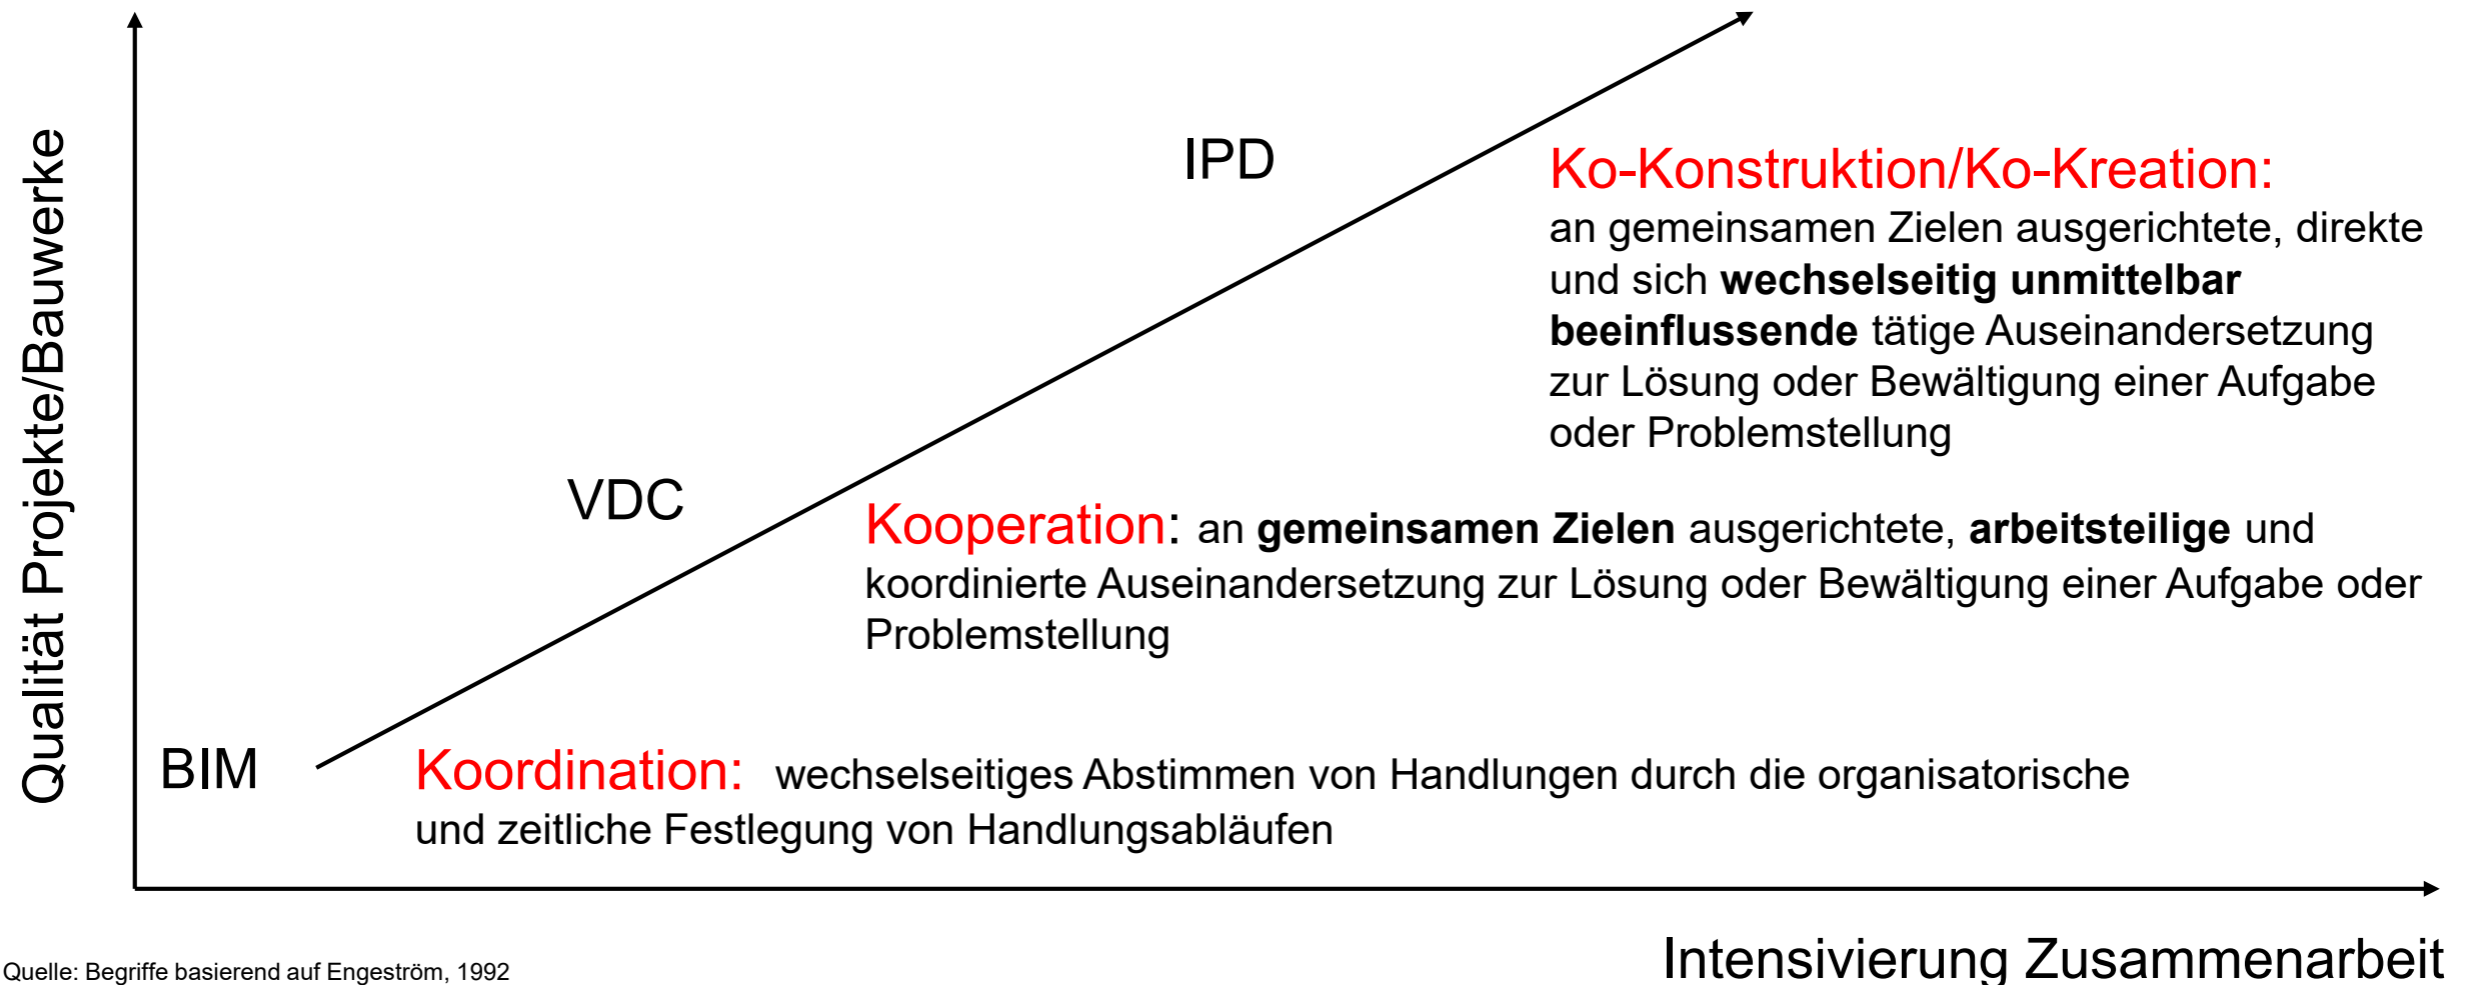 Qualität Projekte/Bauwerke
IPD
Ko-Konstruktion/Ko-Kreation:
an gemeinsamen Zielen ausgerichtete, direkte
und sich wechselseitig unmittelbar
beeinflussende tätige Auseinandersetzung
zur Lösung oder Bewältigung einer Aufgabe
oder Problemstellung
VDC
Kooperation: an gemeinsamen Zielen ausgerichtete, arbeitsteilige und
koordinierte Auseinandersetzung zur Lösung oder Bewältigung einer Aufgabe oder
Problemstellung
BIM
Koordination: wechselseitiges Abstimmen von Handlungen durch die organisatorische
und zeitliche Festlegung von Handlungsabläufen
Intensivierung Zusammenarbeit
Quelle: Begriffe basierend auf Engeström, 1992